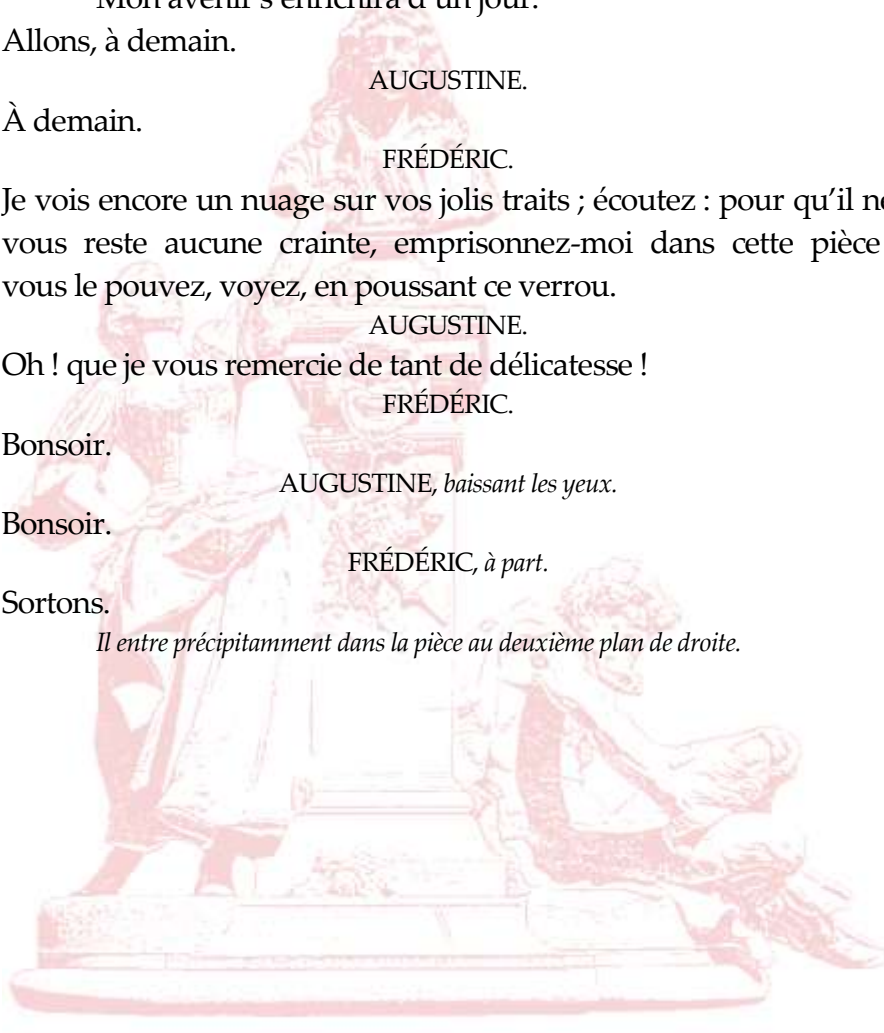 Mon avenir s'enrichira d'un jour.
Allons, à demain.
AUGUSTINE.
À demain.
FRÉDÉRIC.
Je vois encore un nuage sur vos jolis traits ; écoutez : pour qu'il ne
vous reste aucune crainte, emprisonnez-moi dans cette pièce
vous le pouvez, voyez, en poussant ce verrou.
AUGUSTINE.
Oh ! que je vous remercie de tant de délicatesse !
FRÉDÉRIC.
Bonsoir.
AUGUSTINE, baissant les yeux.
Bonsoir.
FRÉDÉRIC, à part.
Sortons.
Il entre précipitamment dans la pièce au deuxième plan de droite.